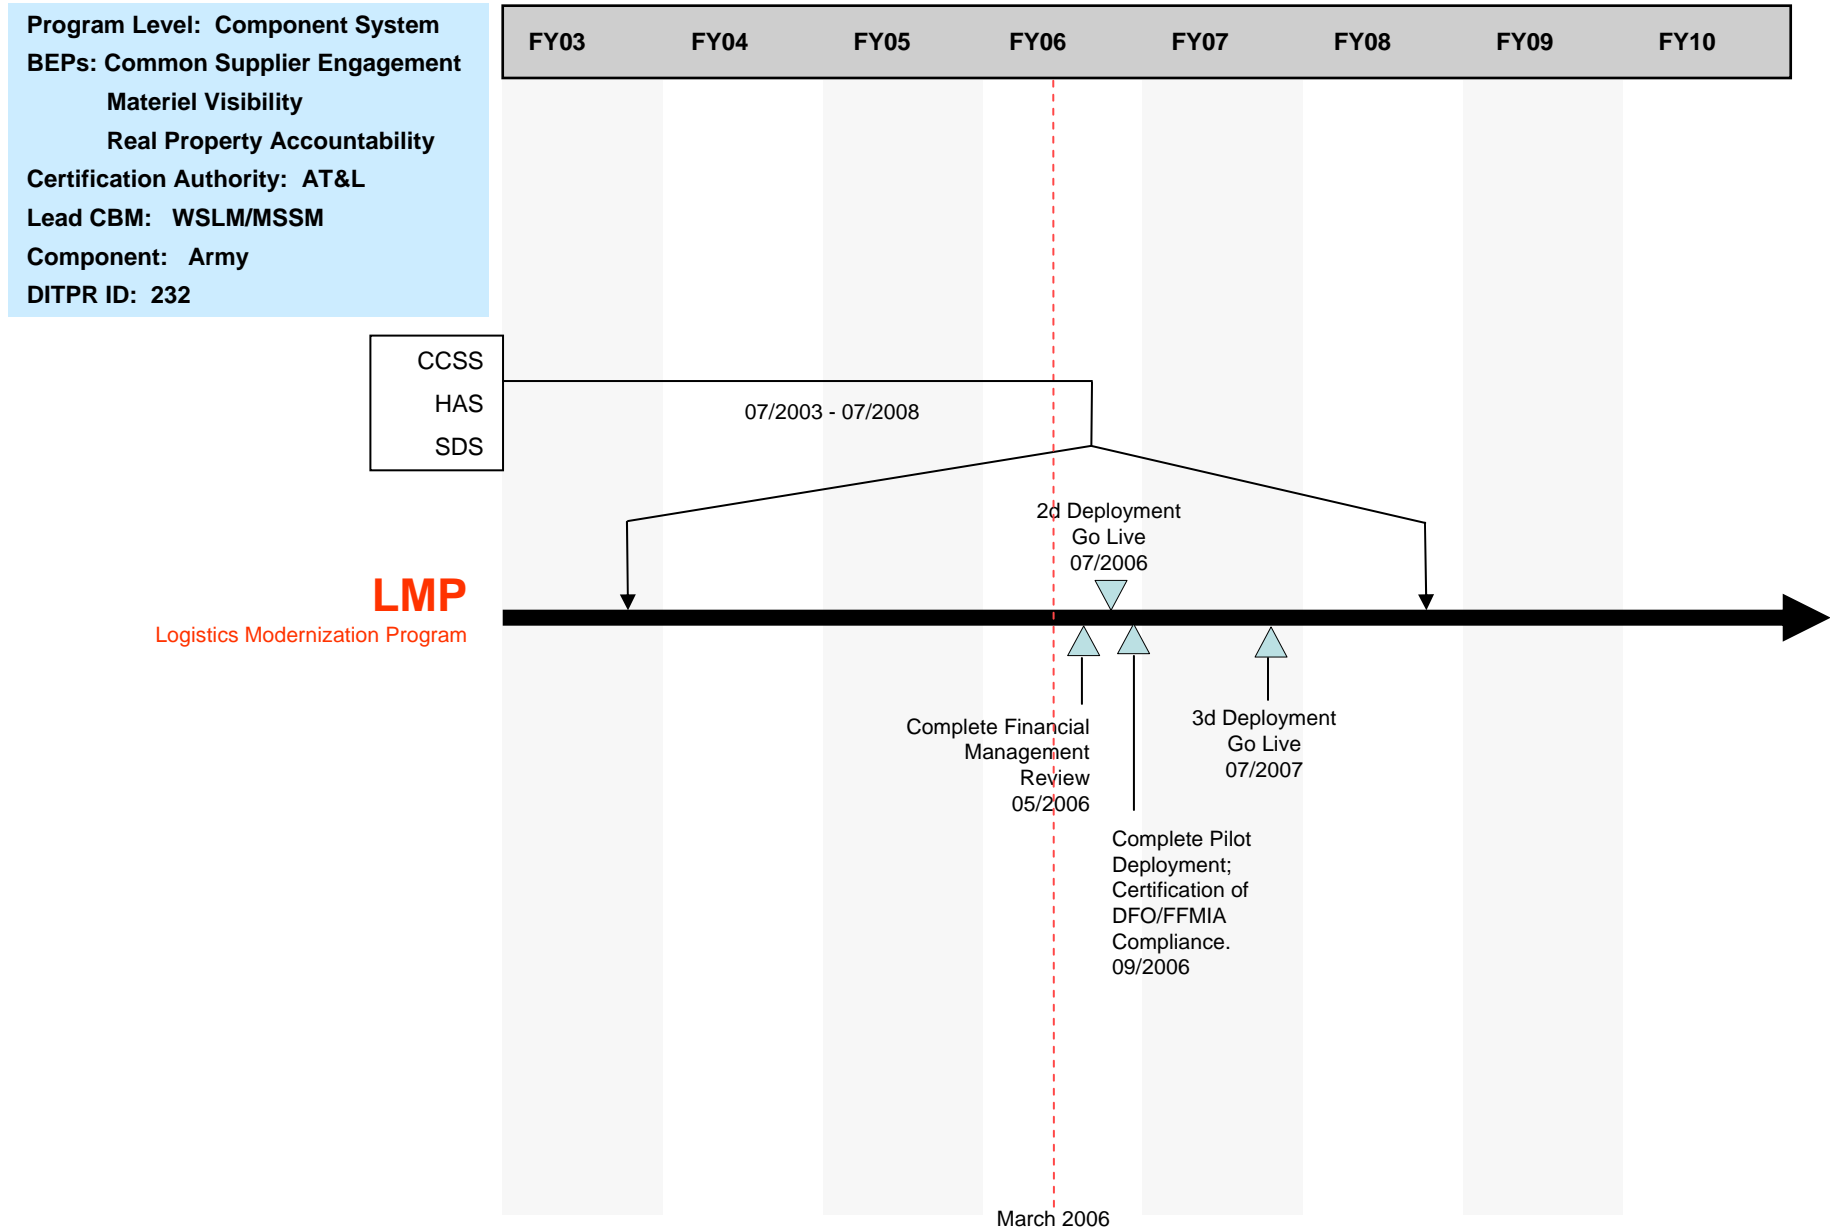 Program Level: Component System
BEPs: Common Supplier Engagement
Materiel Visibility
Real Property Accountability
Certification Authority: AT&L
Lead CBM: WSLM/MSSM
Component: Army
DITPR ID: 232
FY03 FY04 FY05 FY06 FY07 FY08 FY09 FY10
CCSS
HAS
SDS
07/2003 - 07/2008
2d Deployment
Go Live
07/2006
LMP
Logistics Modernization Program
Complete Financial
Management
Review
05/2006
3d Deployment
Go Live
07/2007
Complete Pilot
Deployment;
Certification of
DFO/FFMIA
Compliance.
09/2006
March 2006